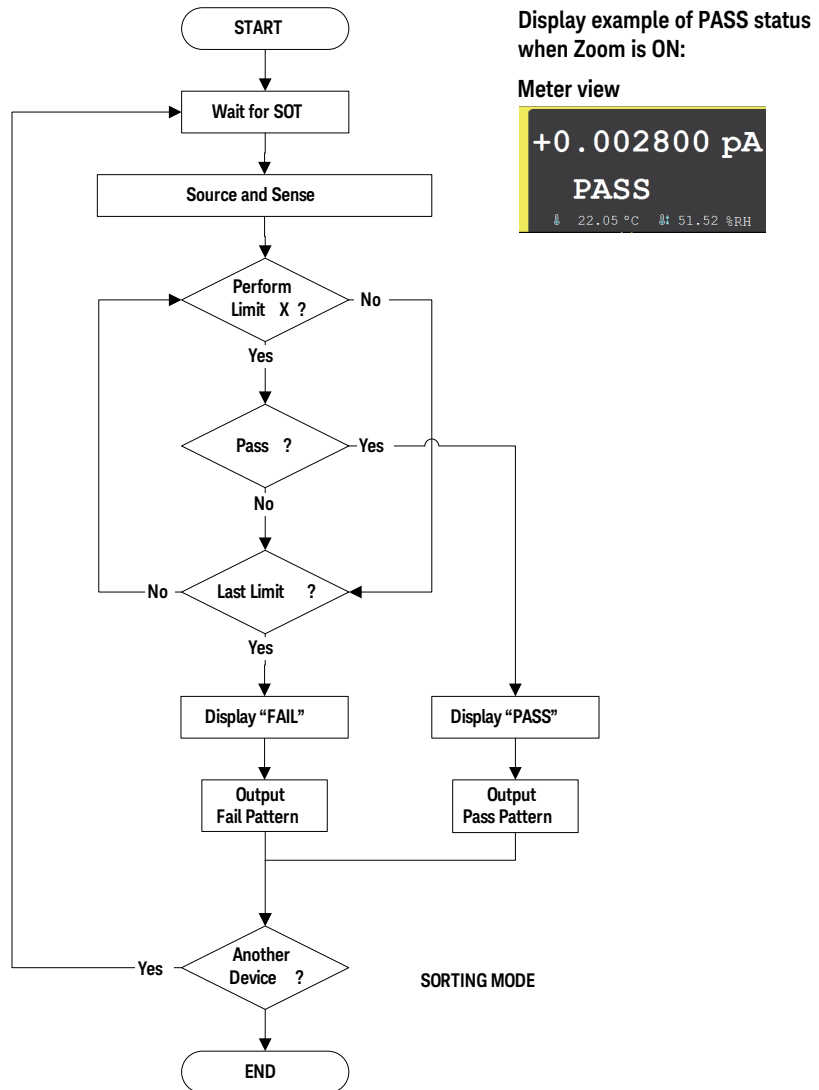 START
Wait for SOT
Source and Sense
Perform
Limit X ?
No
Yes
Pass ?
Yes
No
Last Limit ?
No
Yes
Display “FAIL”
Display “PASS”
Output
Fail Pattern
Output
Pass Pattern
Another
Device ?
Yes
SORTING MODE
END
Display example of PASS status
when Zoom is ON:
Meter view
+0.002800 pA
PASS
22.05 °C 51.52 %RH